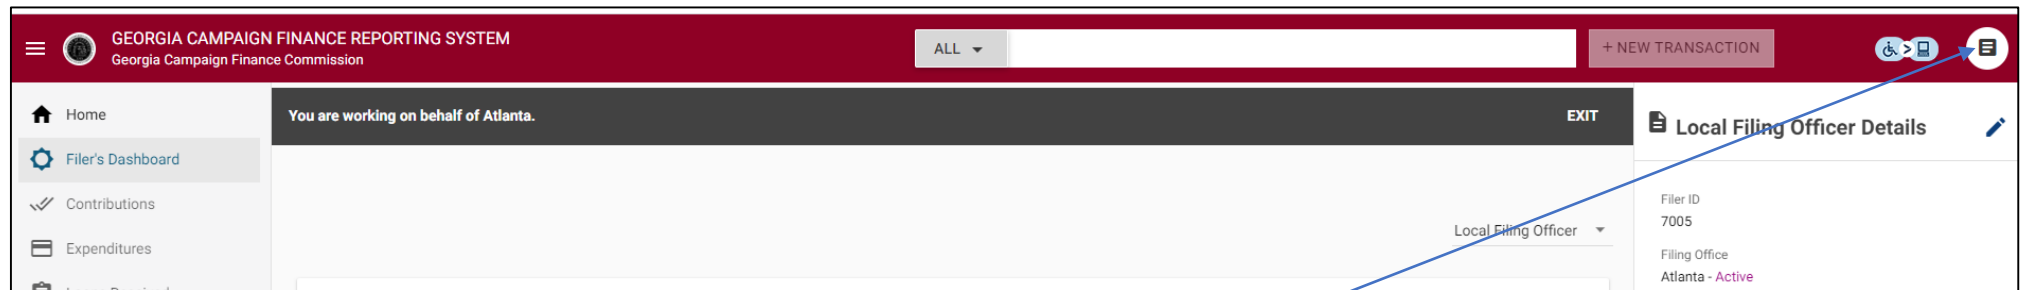 GEORGIA CAMPAIGN FINANCE REPORTING SYSTEM
Georgia Campaign Finance Commission
ALL
+ NEW TRANSACTION
Home
Filer's Dashboard
Contributions
Expenditures
You are working on behalf of Atlanta.
EXIT
Local Filing Officer
Local Filing Officer Details
Filer ID
7005
Filing Office
Atlanta - Active